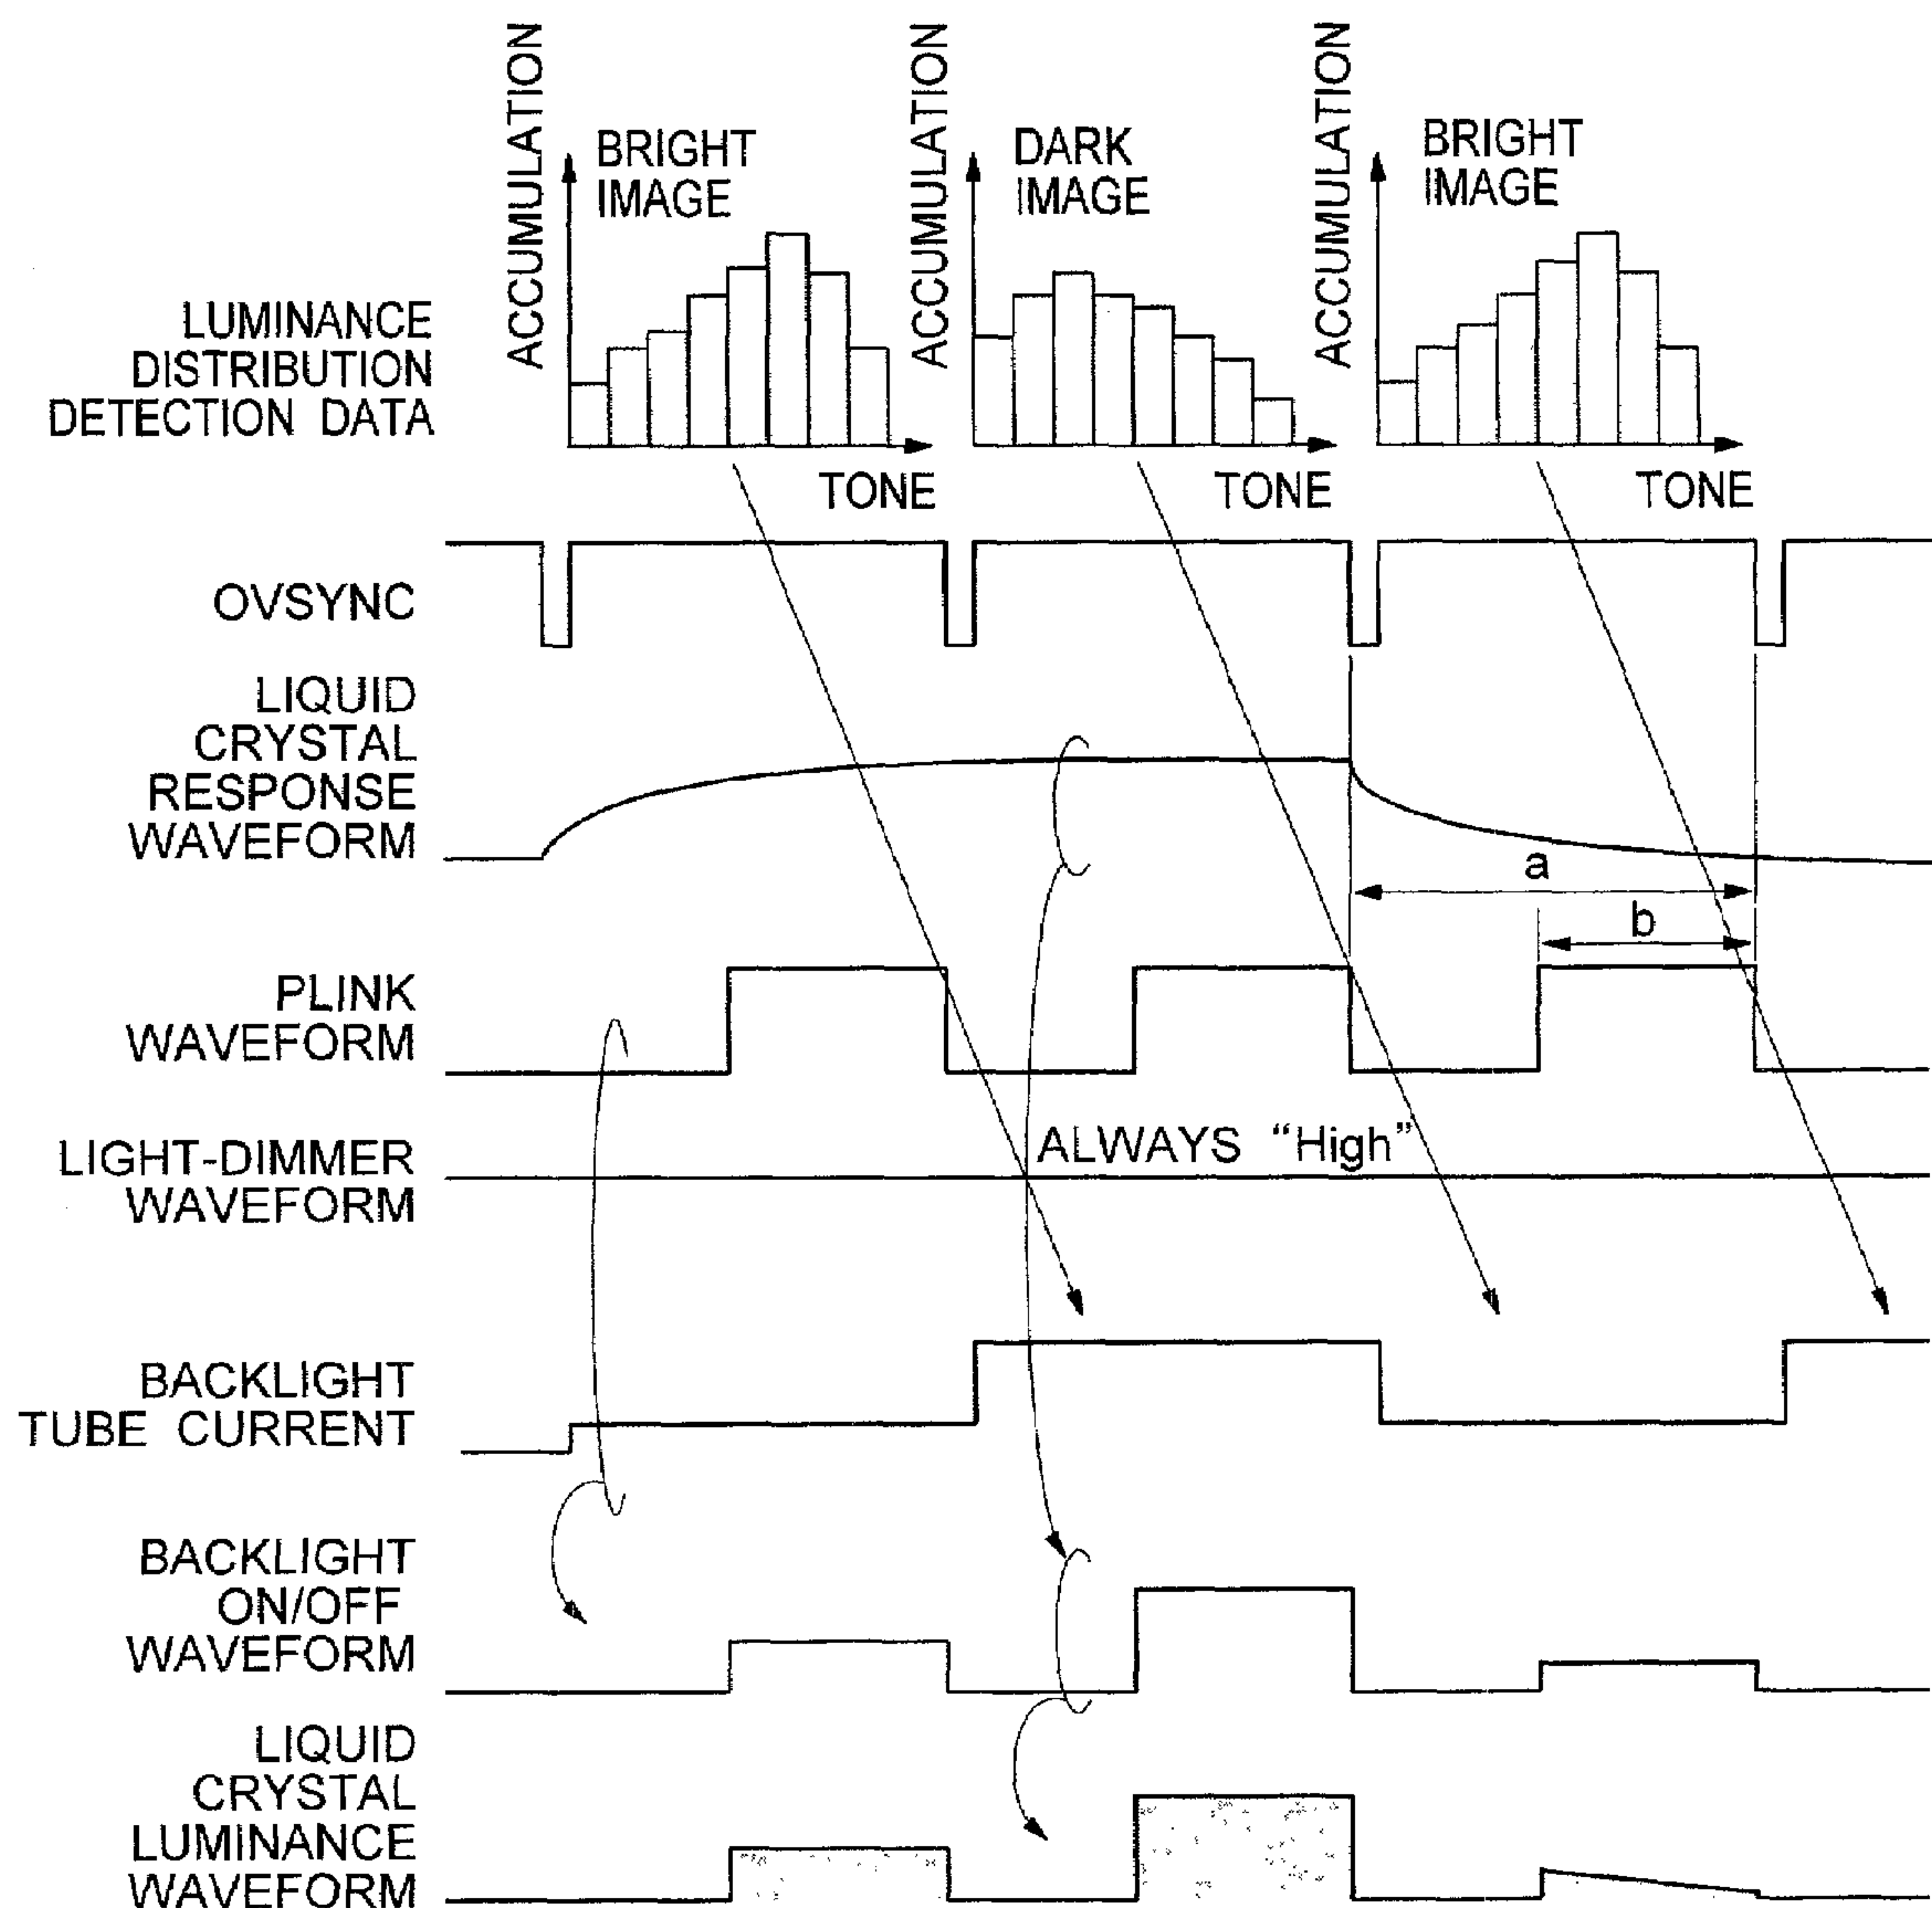 ACCUMULATION
BRIGHT
IMAGE
TONE
ACCUMULATION
DARK
IMAGE
TONE
ACCUMULATION
BRIGHT
IMAGE
TONE
LUMINANCE
DISTRIBUTION
DETECTION DATA
OVSYNC
LIQUID
CRYSTAL
RESPONSE
WAVEFORM
a
b
PLINK
WAVEFORM
LIGHT-DIMMER
WAVEFORM
ALWAYS “High”
BACKLIGHT
TUBE CURRENT
BACKLIGHT
ON/OFF
WAVEFORM
LIQUID
CRYSTAL
LUMINANCE
WAVEFORM